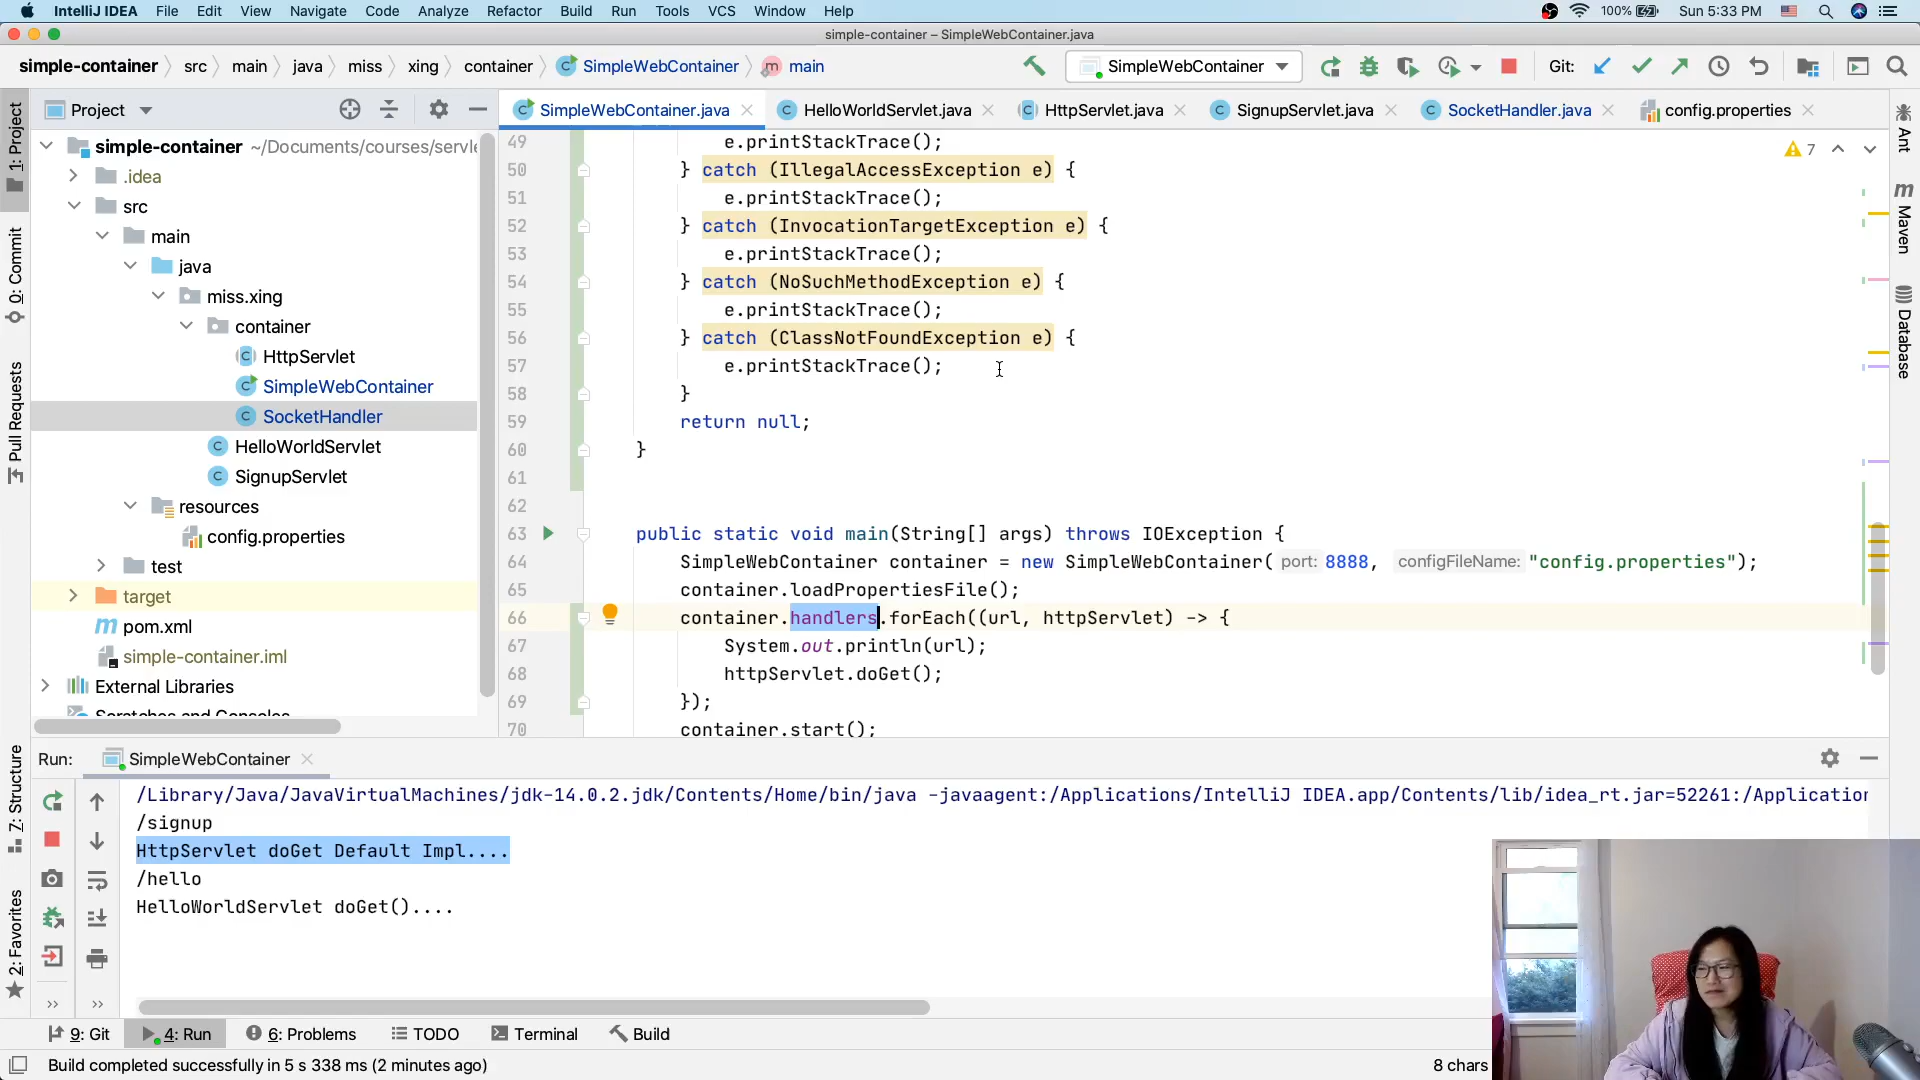 IntelliJ IDEA File Edit View Navigate Code Analyze Refactor Build Run Tools VCS Window Help 100% Sun 5:33 PM
simple-container – SimpleWebContainer.java
simple-container src main java miss xing container SimpleWebContainer main SimpleWebContainer Git:
Project SimpleWebContainer.java HelloWorldServlet.java HttpServlet.java SignupServlet.java SocketHandler.java config.properties
1: Project
0: Commit
Pull Requests
7: Structure
2: Favorites
Ant
Maven
Database
simple-container ~/Documents/courses/servle
.idea
src
main
java
miss.xing
container
HttpServlet
SimpleWebContainer
SocketHandler
HelloWorldServlet
SignupServlet
resources
config.properties
test
target
pom.xml
simple-container.iml
External Libraries
Scratches and Consoles
7
49 e.printStackTrace();
50 } catch (IllegalAccessException e) {
51 e.printStackTrace();
52 } catch (InvocationTargetException e) {
53 e.printStackTrace();
54 } catch (NoSuchMethodException e) {
55 e.printStackTrace();
56 } catch (ClassNotFoundException e) {
57 e.printStackTrace();
58 }
59 return null;
60 }
61
62
63 public static void main(String[] args) throws IOException {
64 SimpleWebContainer container = new SimpleWebContainer( port: 8888, configFileName: "config.properties");
65 container.loadPropertiesFile();
66 container.handlers.forEach((url, httpServlet) -> {
67 System.out.println(url);
68 httpServlet.doGet();
69 });
70 container.start();
Run: SimpleWebContainer
/Library/Java/JavaVirtualMachines/jdk-14.0.2.jdk/Contents/Home/bin/java -javaagent:/Applications/IntelliJ IDEA.app/Contents/lib/idea_rt.jar=52261:/Application
/signup
HttpServlet doGet Default Impl....
/hello
HelloWorldServlet doGet()....
9: Git 4: Run 6: Problems TODO Terminal Build
Build completed successfully in 5 s 338 ms (2 minutes ago) 8 chars